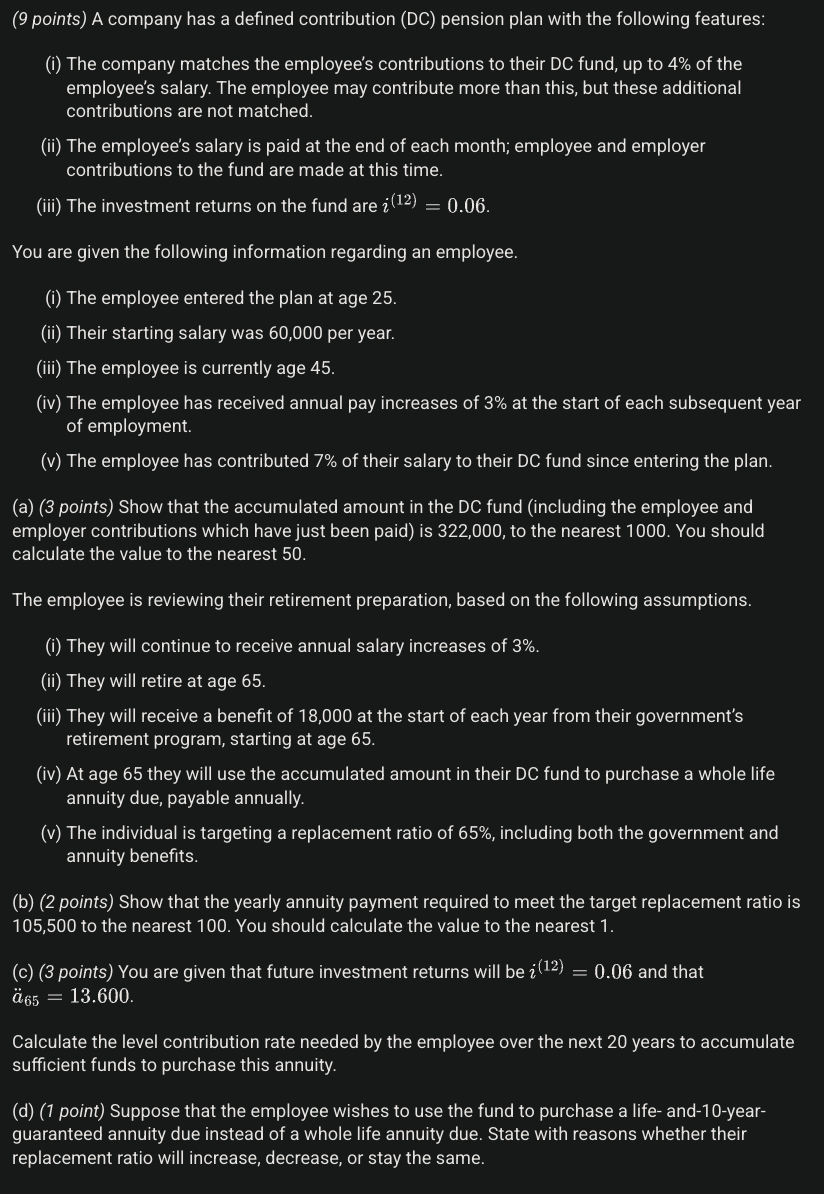 (9 points) A company has a defined contribution (DC) pension plan with the following features:
(i) The company matches the employee’s contributions to their DC fund, up to 4% of the
employee’s salary. The employee may contribute more than this, but these additional
contributions are not matched.
(ii) The employee’s salary is paid at the end of each month; employee and employer
contributions to the fund are made at this time.
(iii) The investment returns on the fund are i^(12) = 0.06.
You are given the following information regarding an employee.
(i) The employee entered the plan at age 25.
(ii) Their starting salary was 60,000 per year.
(iii) The employee is currently age 45.
(iv) The employee has received annual pay increases of 3% at the start of each subsequent year
of employment.
(v) The employee has contributed 7% of their salary to their DC fund since entering the plan.
(a) (3 points) Show that the accumulated amount in the DC fund (including the employee and
employer contributions which have just been paid) is 322,000, to the nearest 1000. You should
calculate the value to the nearest 50.
The employee is reviewing their retirement preparation, based on the following assumptions.
(i) They will continue to receive annual salary increases of 3%.
(ii) They will retire at age 65.
(iii) They will receive a benefit of 18,000 at the start of each year from their government’s
retirement program, starting at age 65.
(iv) At age 65 they will use the accumulated amount in their DC fund to purchase a whole life
annuity due, payable annually.
(v) The individual is targeting a replacement ratio of 65%, including both the government and
annuity benefits.
(b) (2 points) Show that the yearly annuity payment required to meet the target replacement ratio is
105,500 to the nearest 100. You should calculate the value to the nearest 1.
(c) (3 points) You are given that future investment returns will be i^(12) = 0.06 and that
ä65 = 13.600.
Calculate the level contribution rate needed by the employee over the next 20 years to accumulate
sufficient funds to purchase this annuity.
(d) (1 point) Suppose that the employee wishes to use the fund to purchase a life- and-10-year-
guaranteed annuity due instead of a whole life annuity due. State with reasons whether their
replacement ratio will increase, decrease, or stay the same.